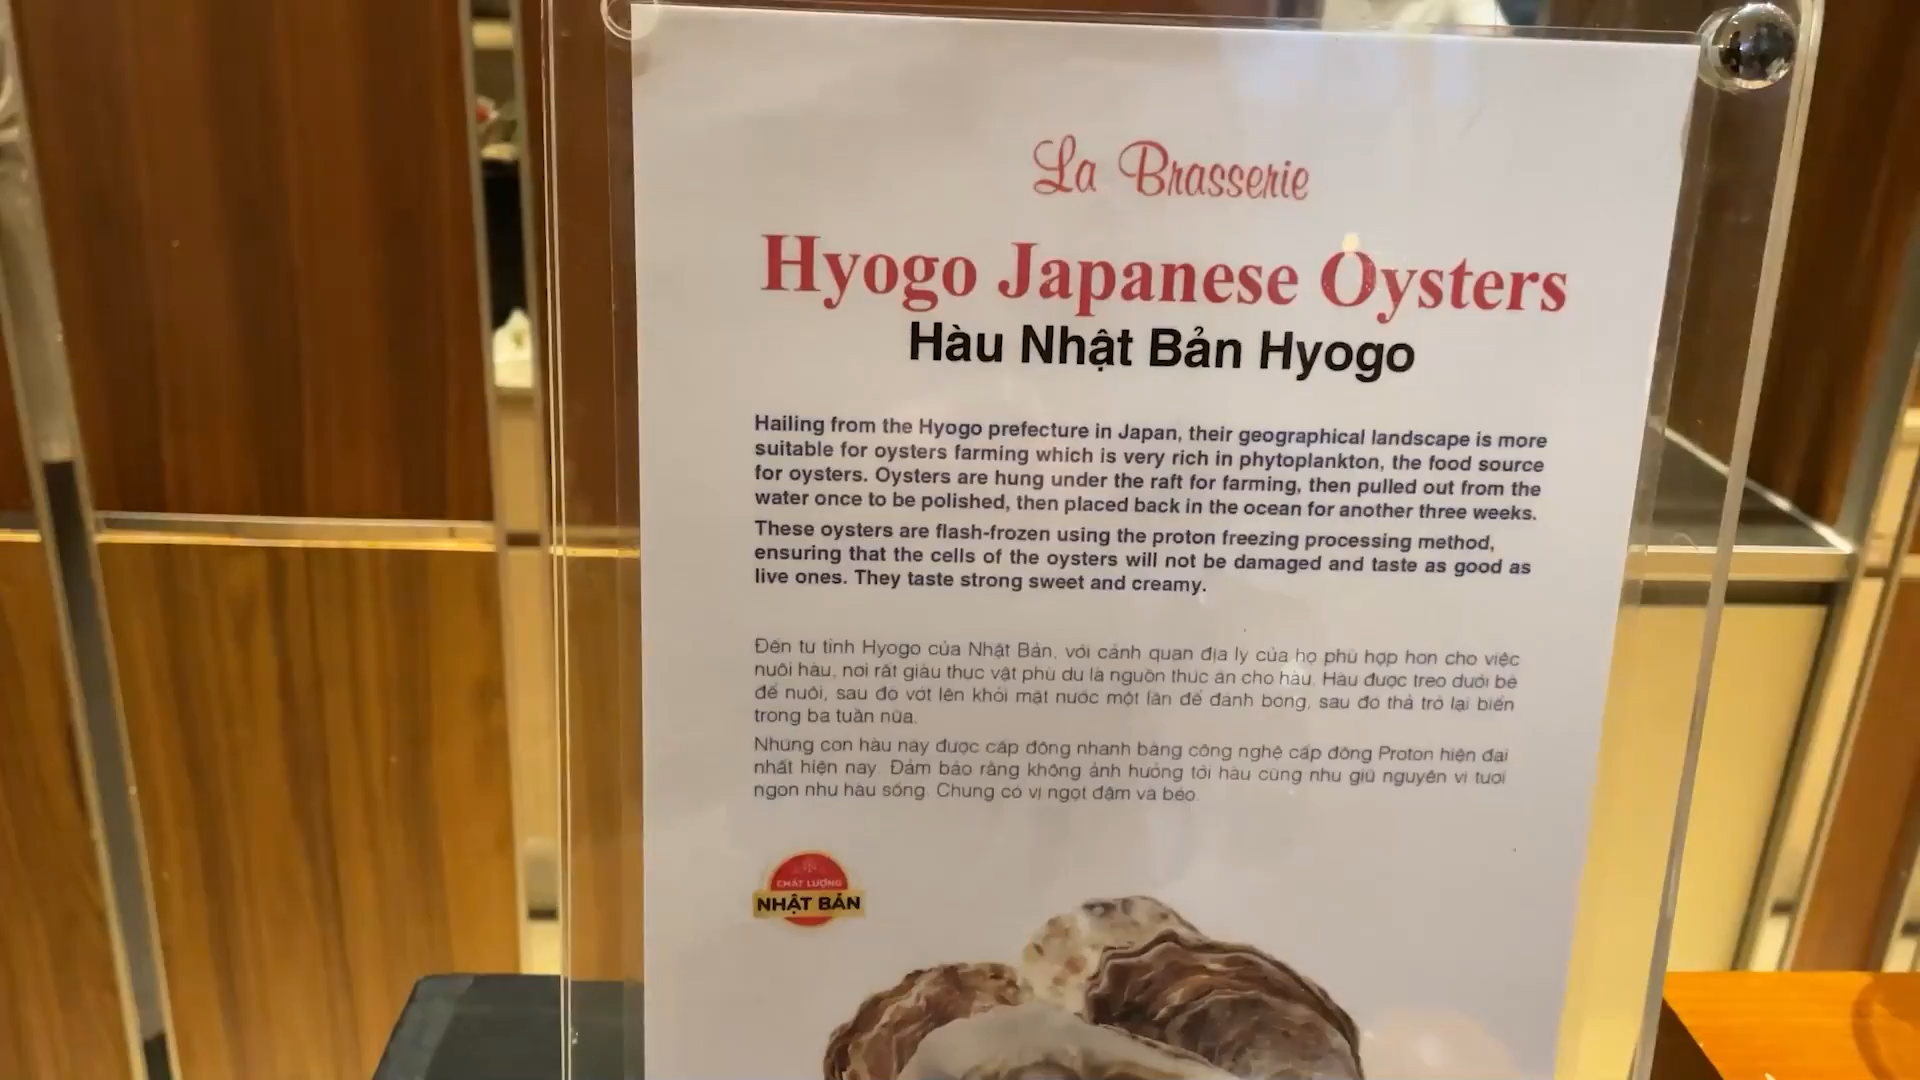 La Brasserie
Hyogo Japanese Oysters
Hàu Nhật Bản Hyogo
Hailing from the Hyogo prefecture in Japan, their geographical landscape is more
suitable for oysters farming which is very rich in phytoplankton, the food source
for oysters. Oysters are hung under the raft for farming, then pulled out from the
water once to be polished, then placed back in the ocean for another three weeks.
These oysters are flash-frozen using the proton freezing processing method,
ensuring that the cells of the oysters will not be damaged and taste as good as
live ones. They taste strong sweet and creamy.
Đến từ tỉnh Hyogo của Nhật Bản, với cảnh quan địa lý của họ phù hợp hơn cho việc
nuôi hàu, nơi rất giàu thực vật phù du là nguồn thức ăn cho hàu. Hàu được treo dưới bè
để nuôi, sau đó vớt lên khỏi mặt nước một lần để đánh bóng, sau đó thả trở lại biển
trong ba tuần nữa.
Những con hàu này được cấp đông nhanh bằng công nghệ cấp đông Proton hiện đại
nhất hiện nay. Đảm bảo rằng không ảnh hưởng tới hàu cũng như giữ nguyên vị tươi
ngon như hàu sống. Chúng có vị ngọt đậm và béo.
CHẤT LƯỢNG
NHẬT BẢN